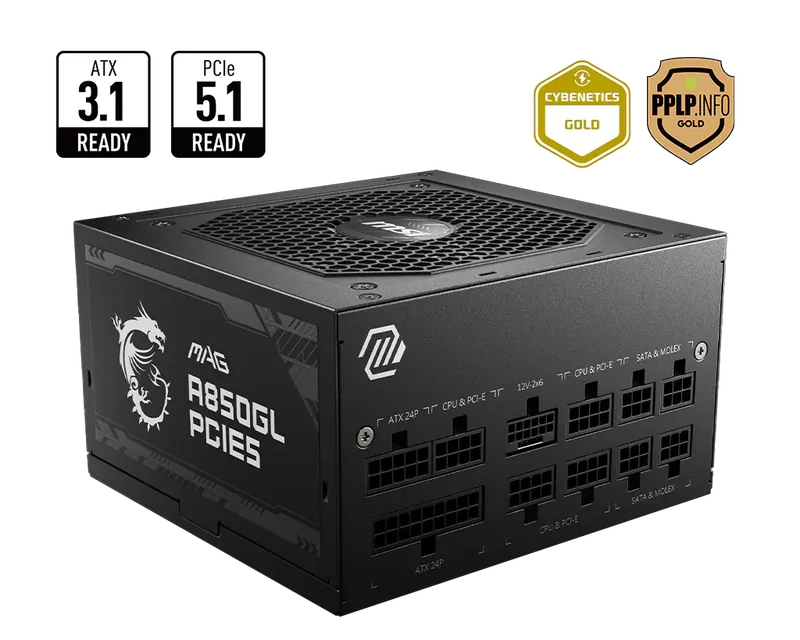 ATX
3.1
READY
PCIe
5.1
READY
CYBENETICS
GOLD
PPLP.INFO
GOLD
msi
MAG
A850GL
PCIE5
ATX 24P
CPU & PCI-E
12V-2x6
CPU & PCI-E
SATA & MOLEX
ATX 24P
CPU & PCI-E
SATA & MOLEX